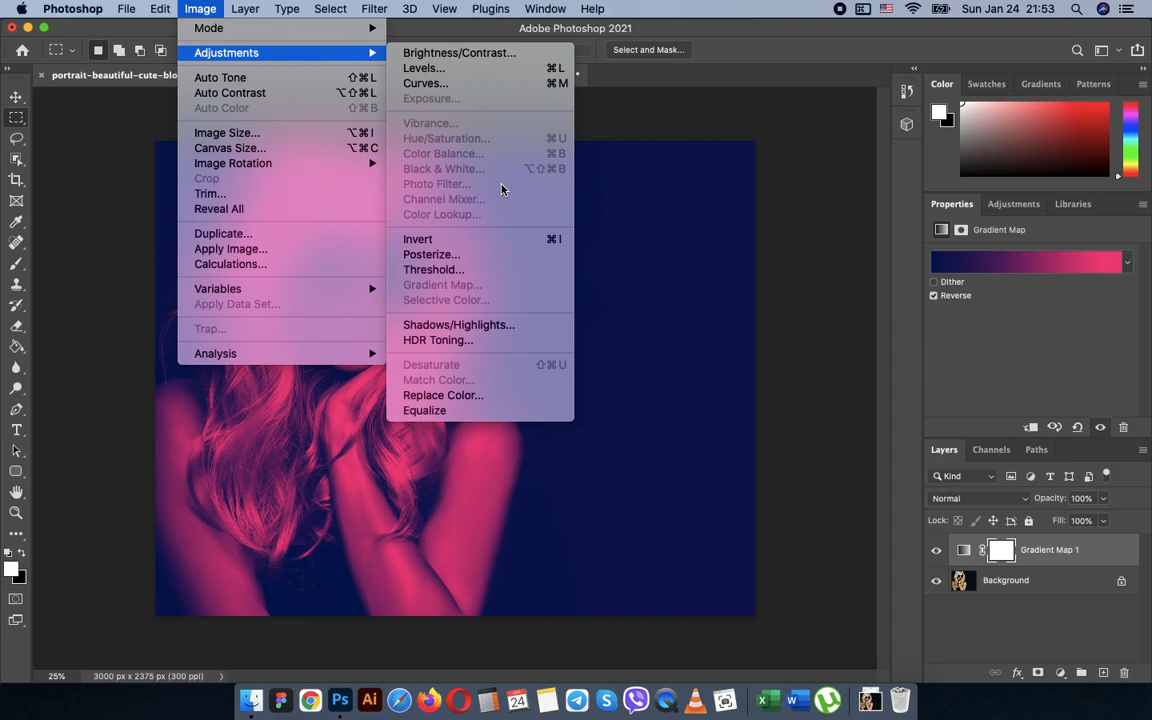 Photoshop File Edit Image Layer Type Select Filter 3D View Plugins Window Help Sun Jan 24 21:53
Adobe Photoshop 2021
Select and Mask...
portrait-beautiful-cute-blo
Mode
Adjustments
Auto Tone ⇧⌘L
Auto Contrast ⌥⇧⌘L
Auto Color ⇧⌘B
Image Size... ⌥⌘I
Canvas Size... ⌥⌘C
Image Rotation
Crop
Trim...
Reveal All
Duplicate...
Apply Image...
Calculations...
Variables
Apply Data Set...
Trap...
Analysis
Brightness/Contrast...
Levels... ⌘L
Curves... ⌘M
Exposure...
Vibrance...
Hue/Saturation... ⌘U
Color Balance... ⌘B
Black & White... ⌥⇧⌘B
Photo Filter...
Channel Mixer...
Color Lookup...
Invert ⌘I
Posterize...
Threshold...
Gradient Map...
Selective Color...
Shadows/Highlights...
HDR Toning...
Desaturate ⇧⌘U
Match Color...
Replace Color...
Equalize
Color Swatches Gradients Patterns
Properties Adjustments Libraries
Gradient Map
Dither
Reverse
Layers Channels Paths
Kind
Normal Opacity: 100%
Lock: Fill: 100%
Gradient Map 1
Background
25% 3000 px x 2375 px (300 ppi)
Ps Ai 24